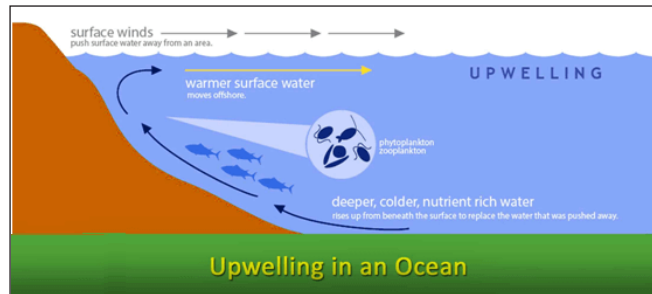 surface winds
push surface water away from an area.
UPWELLING
warmer surface water
moves offshore.
phytoplankton
zooplankton
deeper, colder, nutrient rich water
rises up from beneath the surface to replace the water that was pushed away.
Upwelling in an Ocean